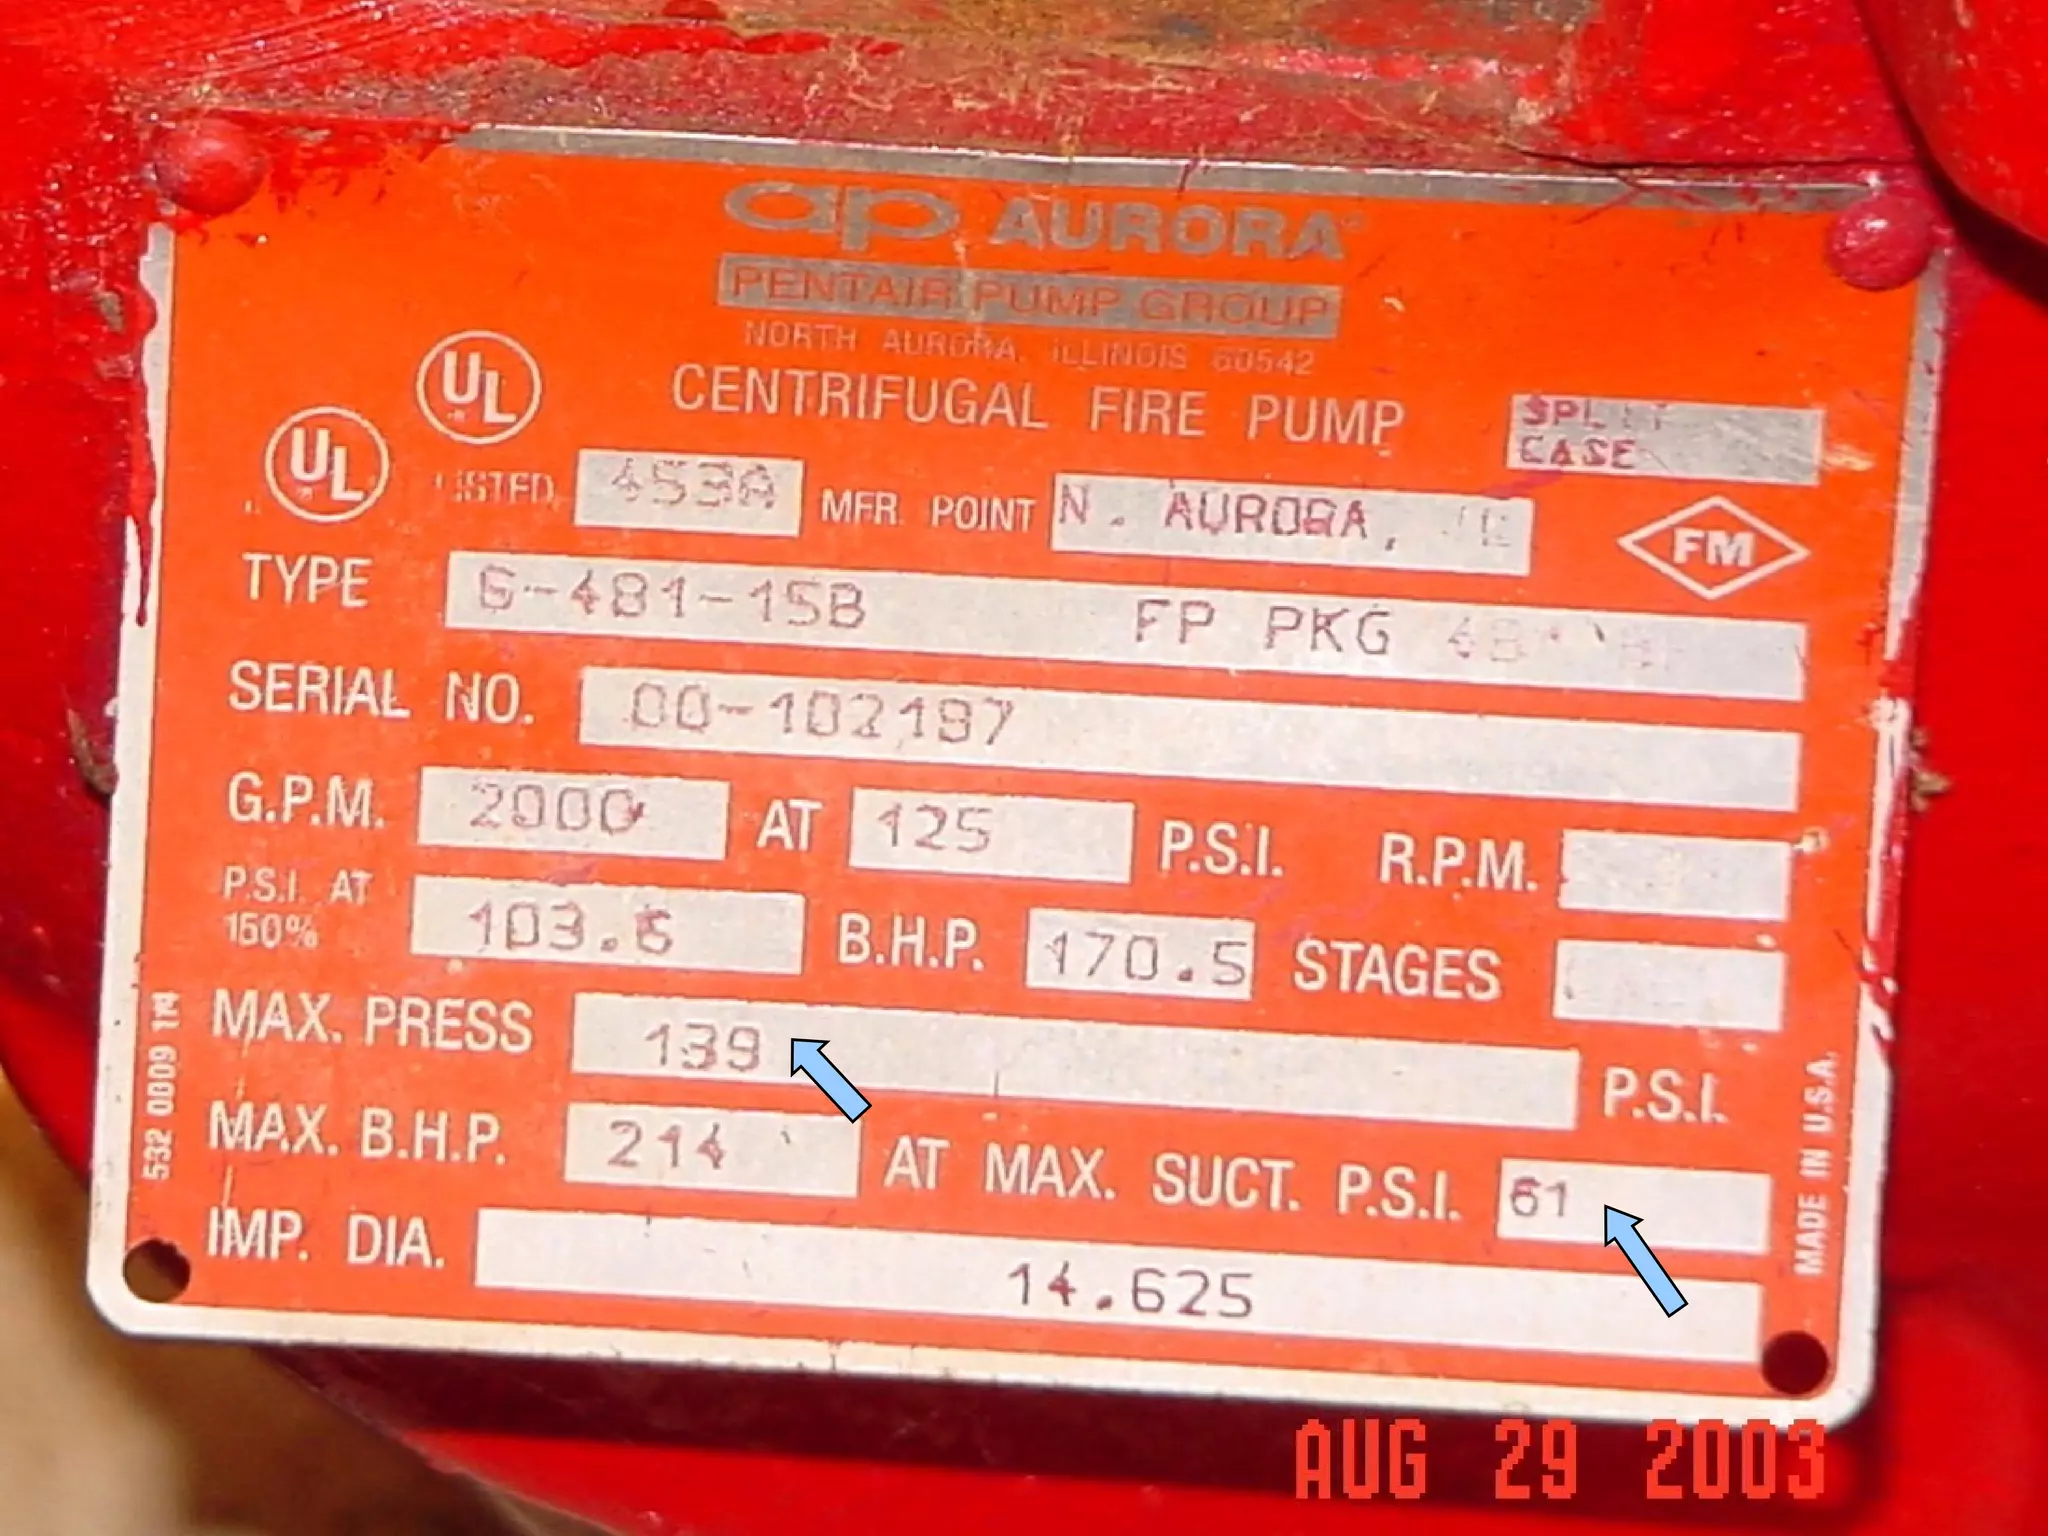 ap AURORA
PENTAIR PUMP GROUP
NORTH AURORA, ILLINOIS 60542
CENTRIFUGAL FIRE PUMP SPLIT CASE
UL UL LISTED 453A MFR. POINT N. AURORA, IL FM
TYPE 6-481-15B FP PKG
SERIAL NO. 00-102197
G.P.M. 2000 AT 125 P.S.I. R.P.M.
P.S.I. AT 150% 103.6 B.H.P. 170.5 STAGES
MAX. PRESS 139 P.S.I.
MAX. B.H.P. 214 AT MAX. SUCT. P.S.I. 61
IMP. DIA. 14.625
532 0809 1M
MADE IN U.S.A.
AUG 29 2003